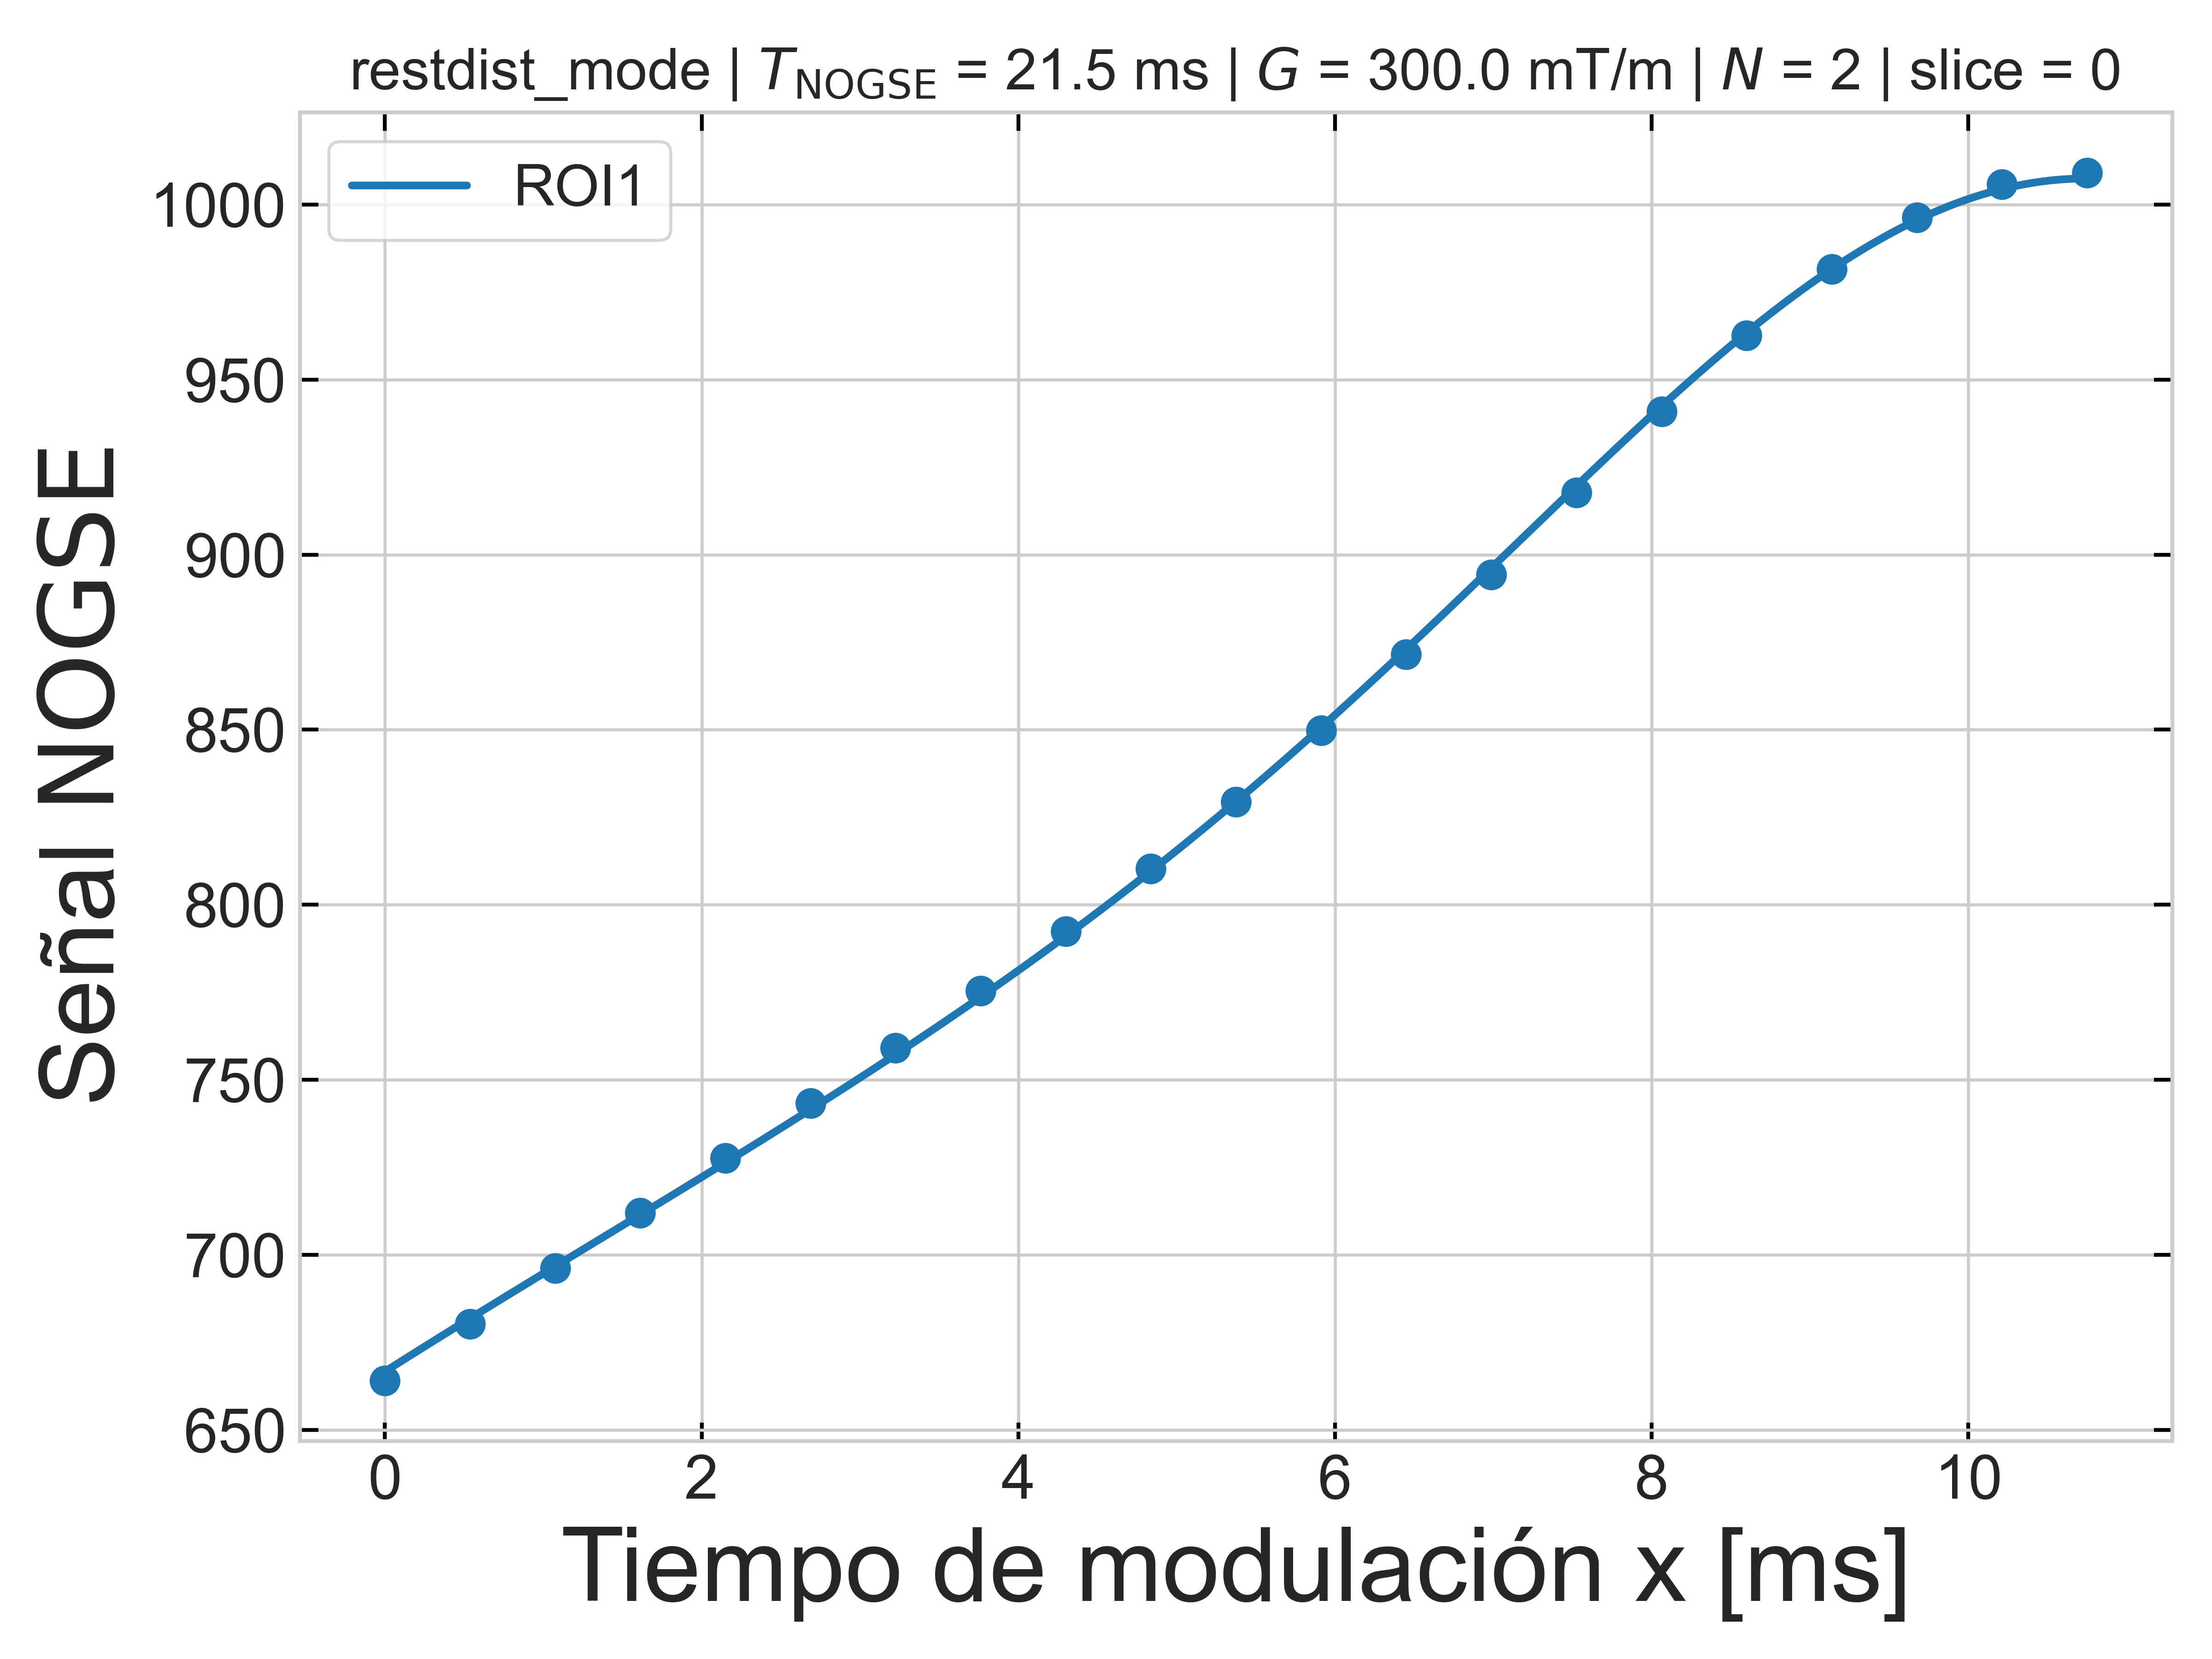 restdist_mode | T_NOGSE = 21.5 ms | G = 300.0 mT/m | N = 2 | slice = 0
ROI1
Señal NOGSE
1000
950
900
850
800
750
700
650
0 2 4 6 8 10
Tiempo de modulación x [ms]